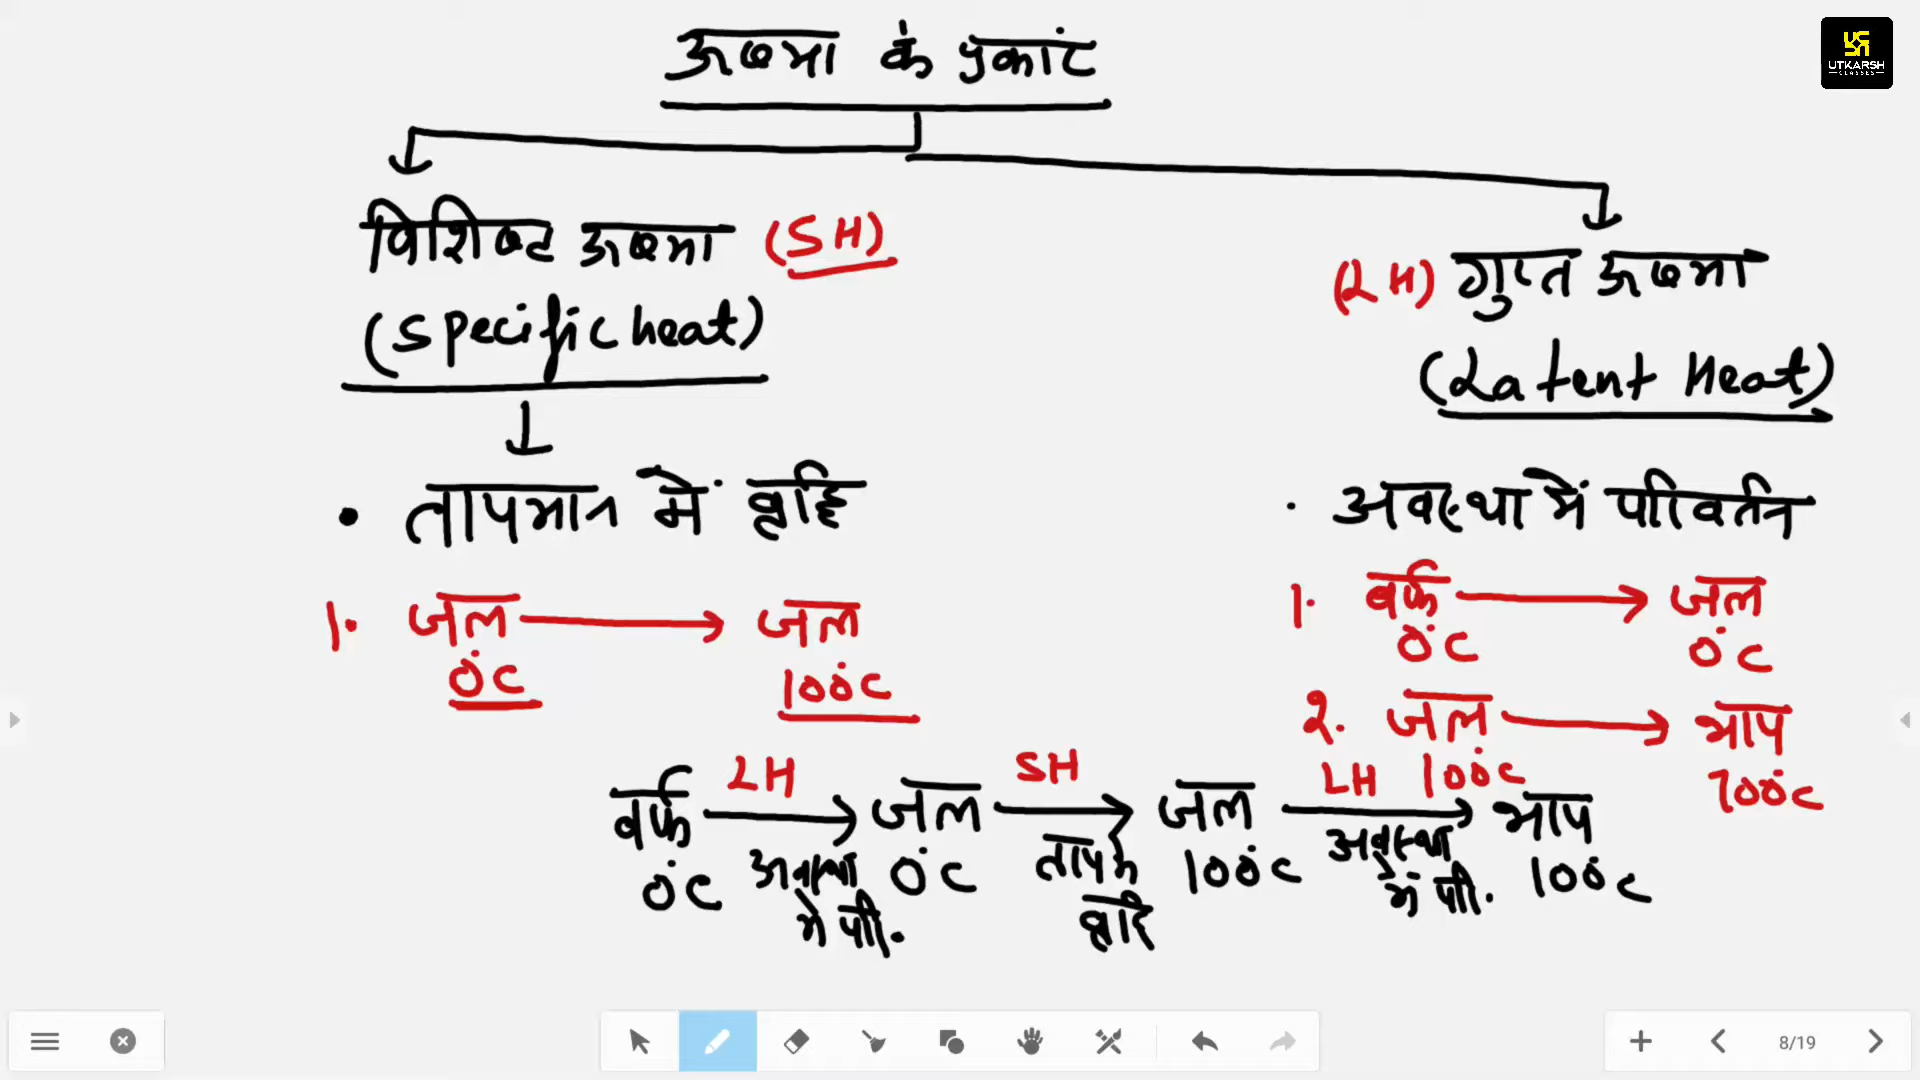 ऊष्मा के प्रकार
UTKARSH
CLASSES
विशिष्ट ऊष्मा (SH)
(Specific heat)
(LH) गुप्त ऊष्मा
(Latent Heat)
• तापमान में वृद्धि
· अवस्था में परिवर्तन
1. जल → जल
0°C 100°C
1. बर्फ → जल
0°C 0°C
2. जल → भाप
100°C 100°C
बर्फ LH → जल SH → जल LH → भाप
0°C अवस्था में परि. 0°C ताप में वृद्धि 100°C अवस्था में परि. 100°C
8/19